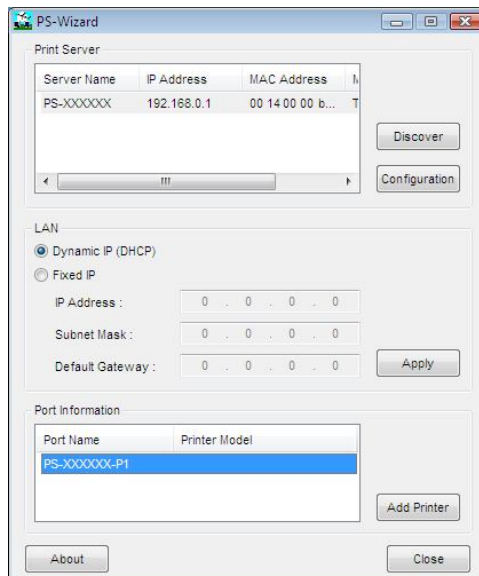 PS-Wizard
Print Server
Server Name IP Address MAC Address
PS-XXXXXX 192.168.0.1 00 14 00 00 b... T
Discover
Configuration
LAN
Dynamic IP (DHCP)
Fixed IP
IP Address : 0 . 0 . 0 . 0
Subnet Mask : 0 . 0 . 0 . 0
Default Gateway : 0 . 0 . 0 . 0
Apply
Port Information
Port Name Printer Model
PS-XXXXXX-P1
Add Printer
About Close